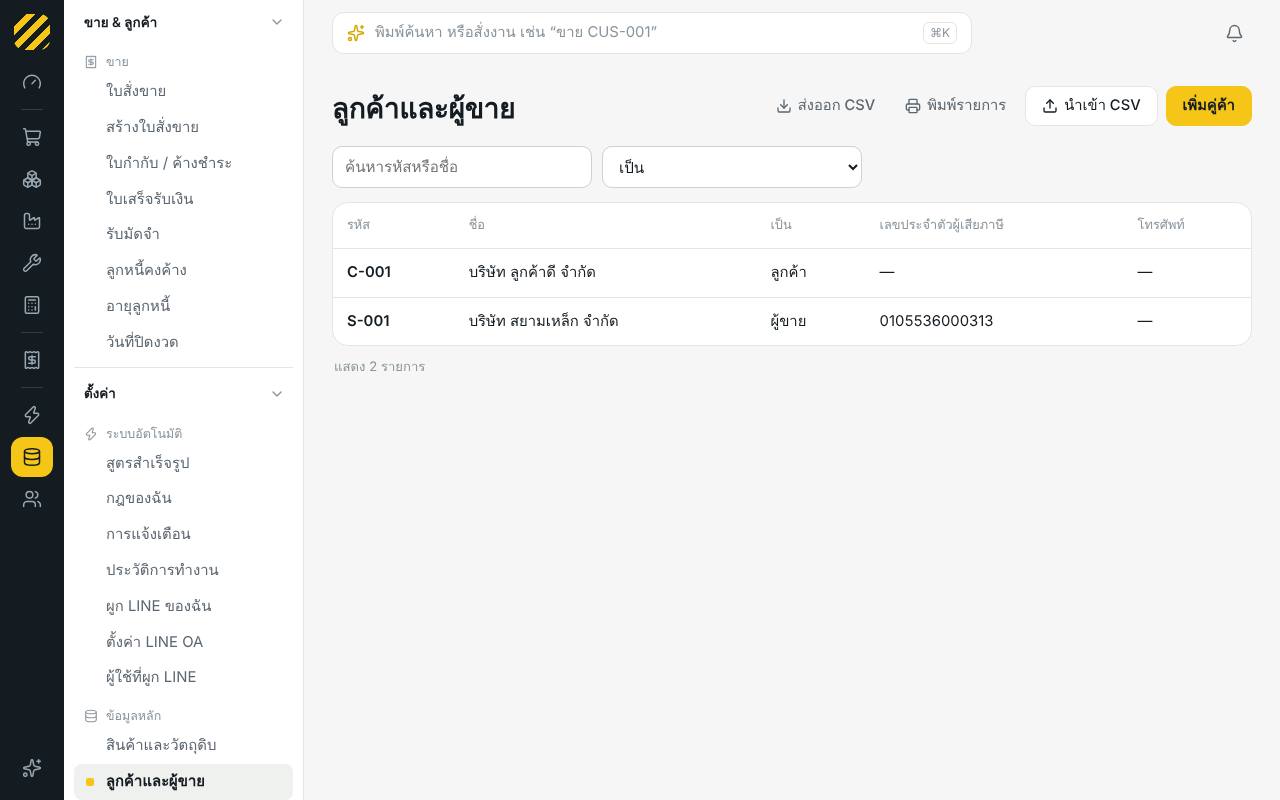 ขาย & ลูกค้า
ขาย
ใบสั่งขาย
สร้างใบสั่งขาย
ใบกำกับ / ค้างชำระ
ใบเสร็จรับเงิน
รับมัดจำ
ลูกหนี้คงค้าง
อายุลูกหนี้
วันที่ปิดงวด
ตั้งค่า
ระบบอัตโนมัติ
สูตรสำเร็จรูป
กฎของฉัน
การแจ้งเตือน
ประวัติการทำงาน
ผูก LINE ของฉัน
ตั้งค่า LINE OA
ผู้ใช้ที่ผูก LINE
ข้อมูลหลัก
สินค้าและวัตถุดิบ
ลูกค้าและผู้ขาย
พิมพ์ค้นหา หรือสั่งงาน เช่น “ขาย CUS-001” ⌘K
ลูกค้าและผู้ขาย ส่งออก CSV พิมพ์รายการ นำเข้า CSV เพิ่มคู่ค้า
ค้นหารหัสหรือชื่อ เป็น
รหัส ชื่อ เป็น เลขประจำตัวผู้เสียภาษี โทรศัพท์
C-001 บริษัท ลูกค้าดี จำกัด ลูกค้า — —
S-001 บริษัท สยามเหล็ก จำกัด ผู้ขาย 0105536000313 —
แสดง 2 รายการ